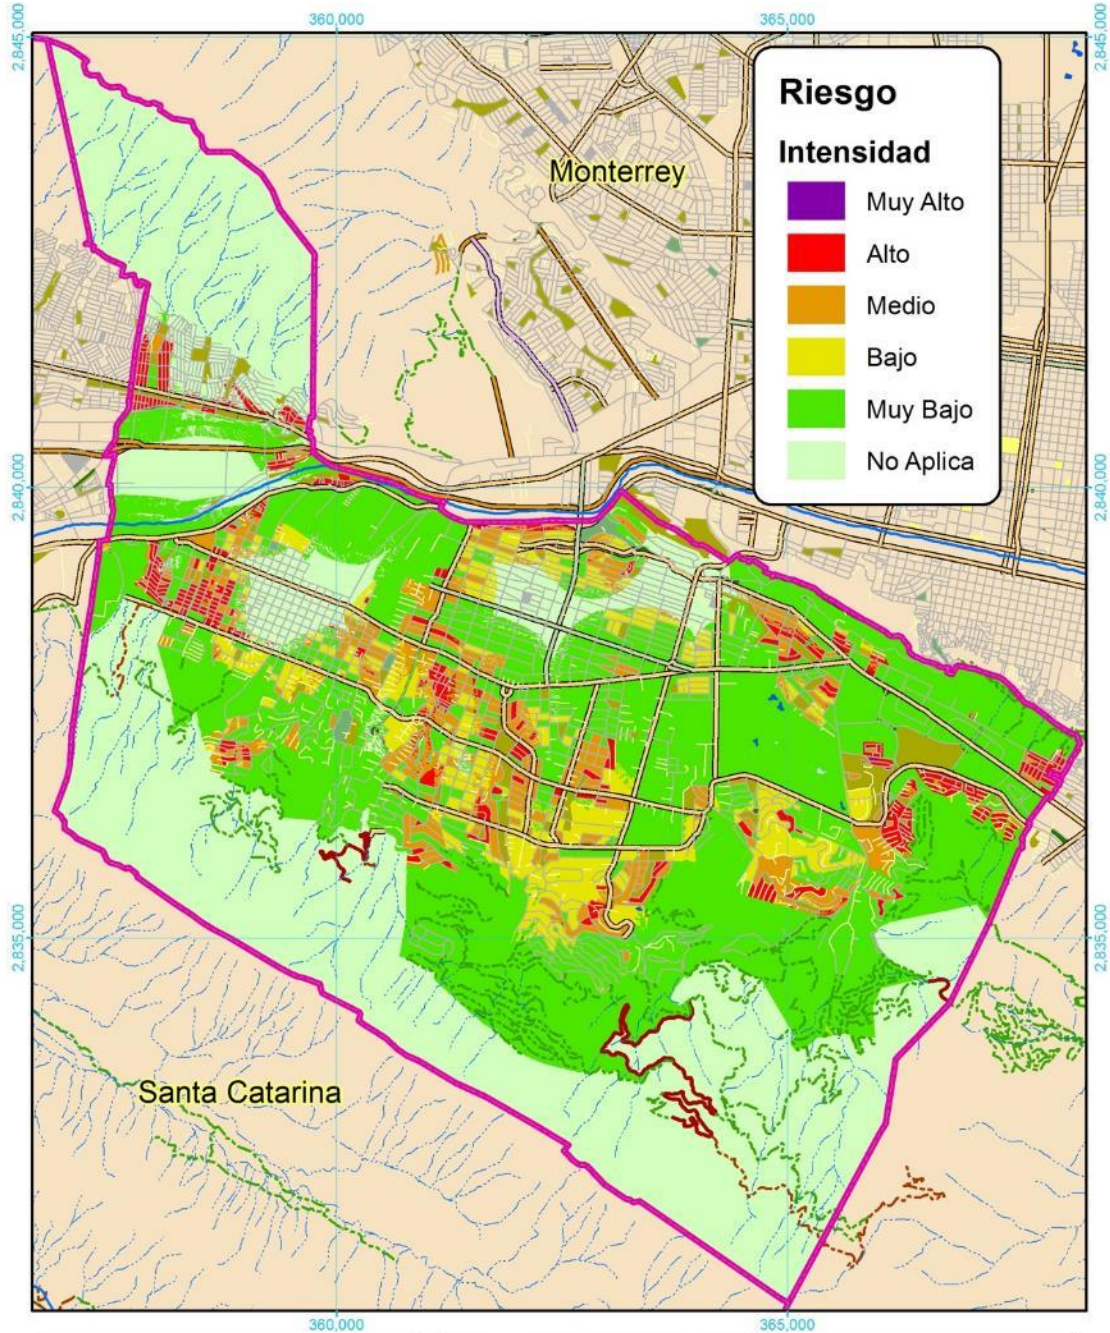 360,000
365,000
2,845,000
2,845,000
Riesgo
Intensidad
Muy Alto
Alto
Medio
Bajo
Muy Bajo
No Aplica
Monterrey
2,840,000
2,840,000
2,835,000
2,835,000
Santa Catarina
360,000
365,000